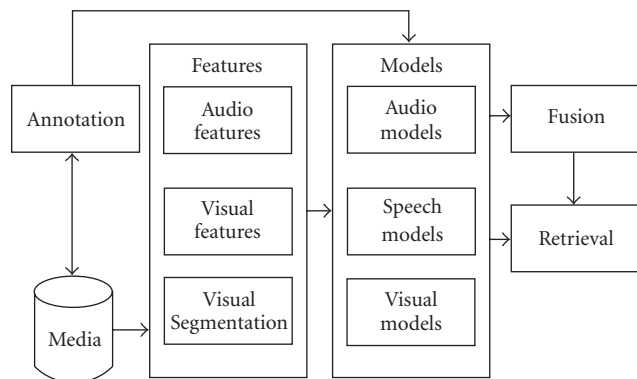 Features
Models
Annotation
Audio
features
Audio
models
Fusion
Visual
features
Speech
models
Retrieval
Media
Visual
Segmentation
Visual
models